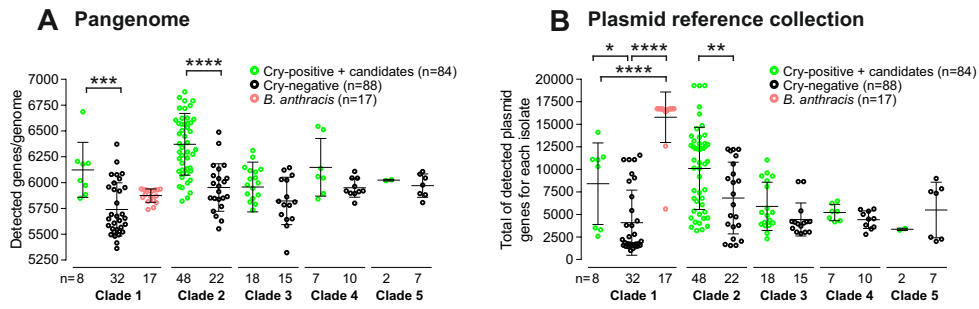 A Pangenome
Detected genes/genome
7000
6750
6500
6250
6000
5750
5500
5250
***
****
Cry-positive + candidates (n=84)
Cry-negative (n=88)
B. anthracis (n=17)
n= 8 32 17 48 22 18 15 7 10 2 7
Clade 1 Clade 2 Clade 3 Clade 4 Clade 5
B Plasmid reference collection
Total of detected plasmid
genes for each isolate
20000
17500
15000
12500
10000
7500
5000
2500
0
* ****
****
**
Cry-positive + candidates (n=84)
Cry-negative (n=88)
B. anthracis (n=17)
n= 8 32 17 48 22 18 15 7 10 2 7
Clade 1 Clade 2 Clade 3 Clade 4 Clade 5